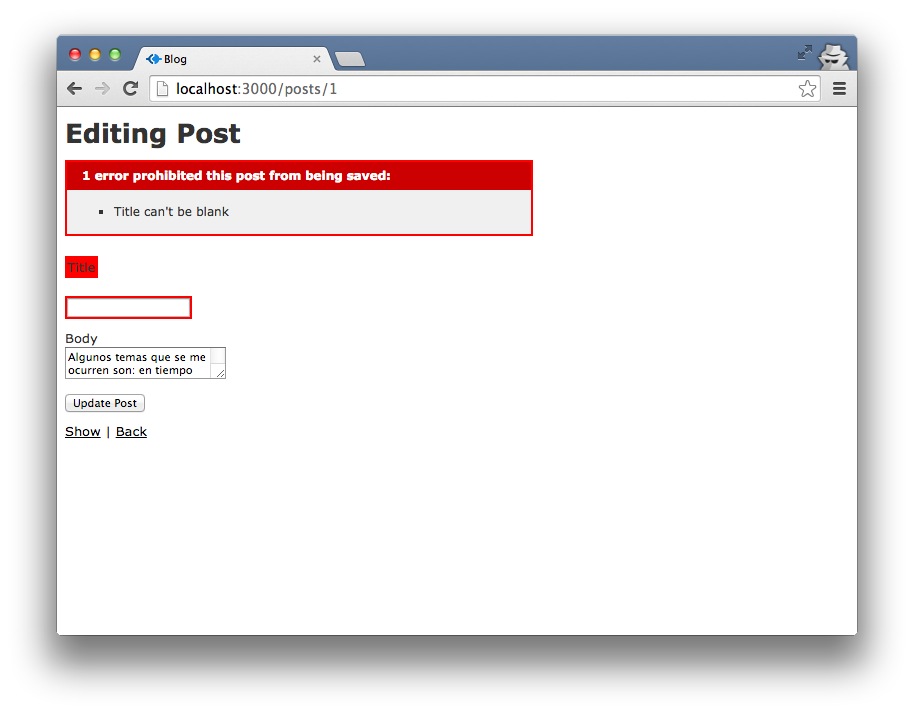 Blog
localhost:3000/posts/1
Editing Post
1 error prohibited this post from being saved:
Title can't be blank
Title
Body
Algunos temas que se me
ocurren son: en tiempo
Update Post
Show | Back